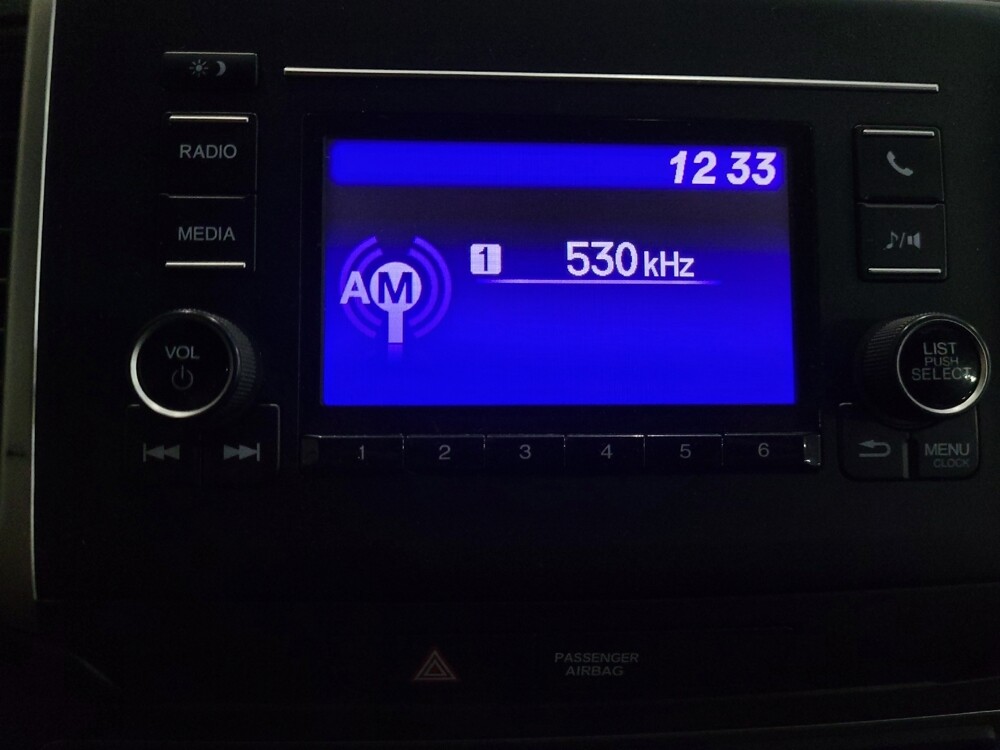 12 33
RADIO
MEDIA
AM
1 530 kHz
VOL
LIST
PUSH
SELECT
1 2 3 4 5 6
MENU
CLOCK
PASSENGER
AIRBAG